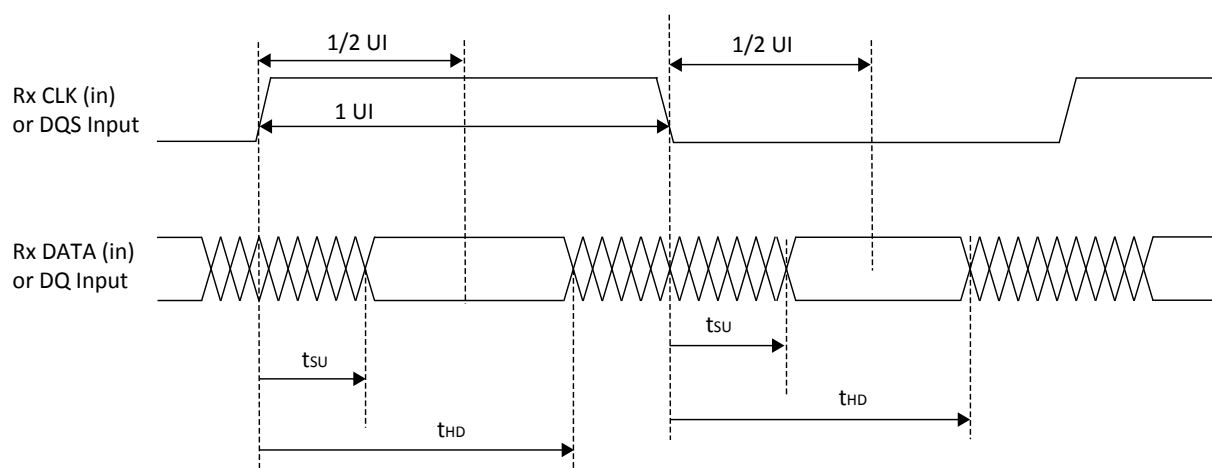 1/2 UI
1/2 UI
Rx CLK (in)
or DQS Input
1 UI
Rx DATA (in)
or DQ Input
tSU
tSU
tHD
tHD